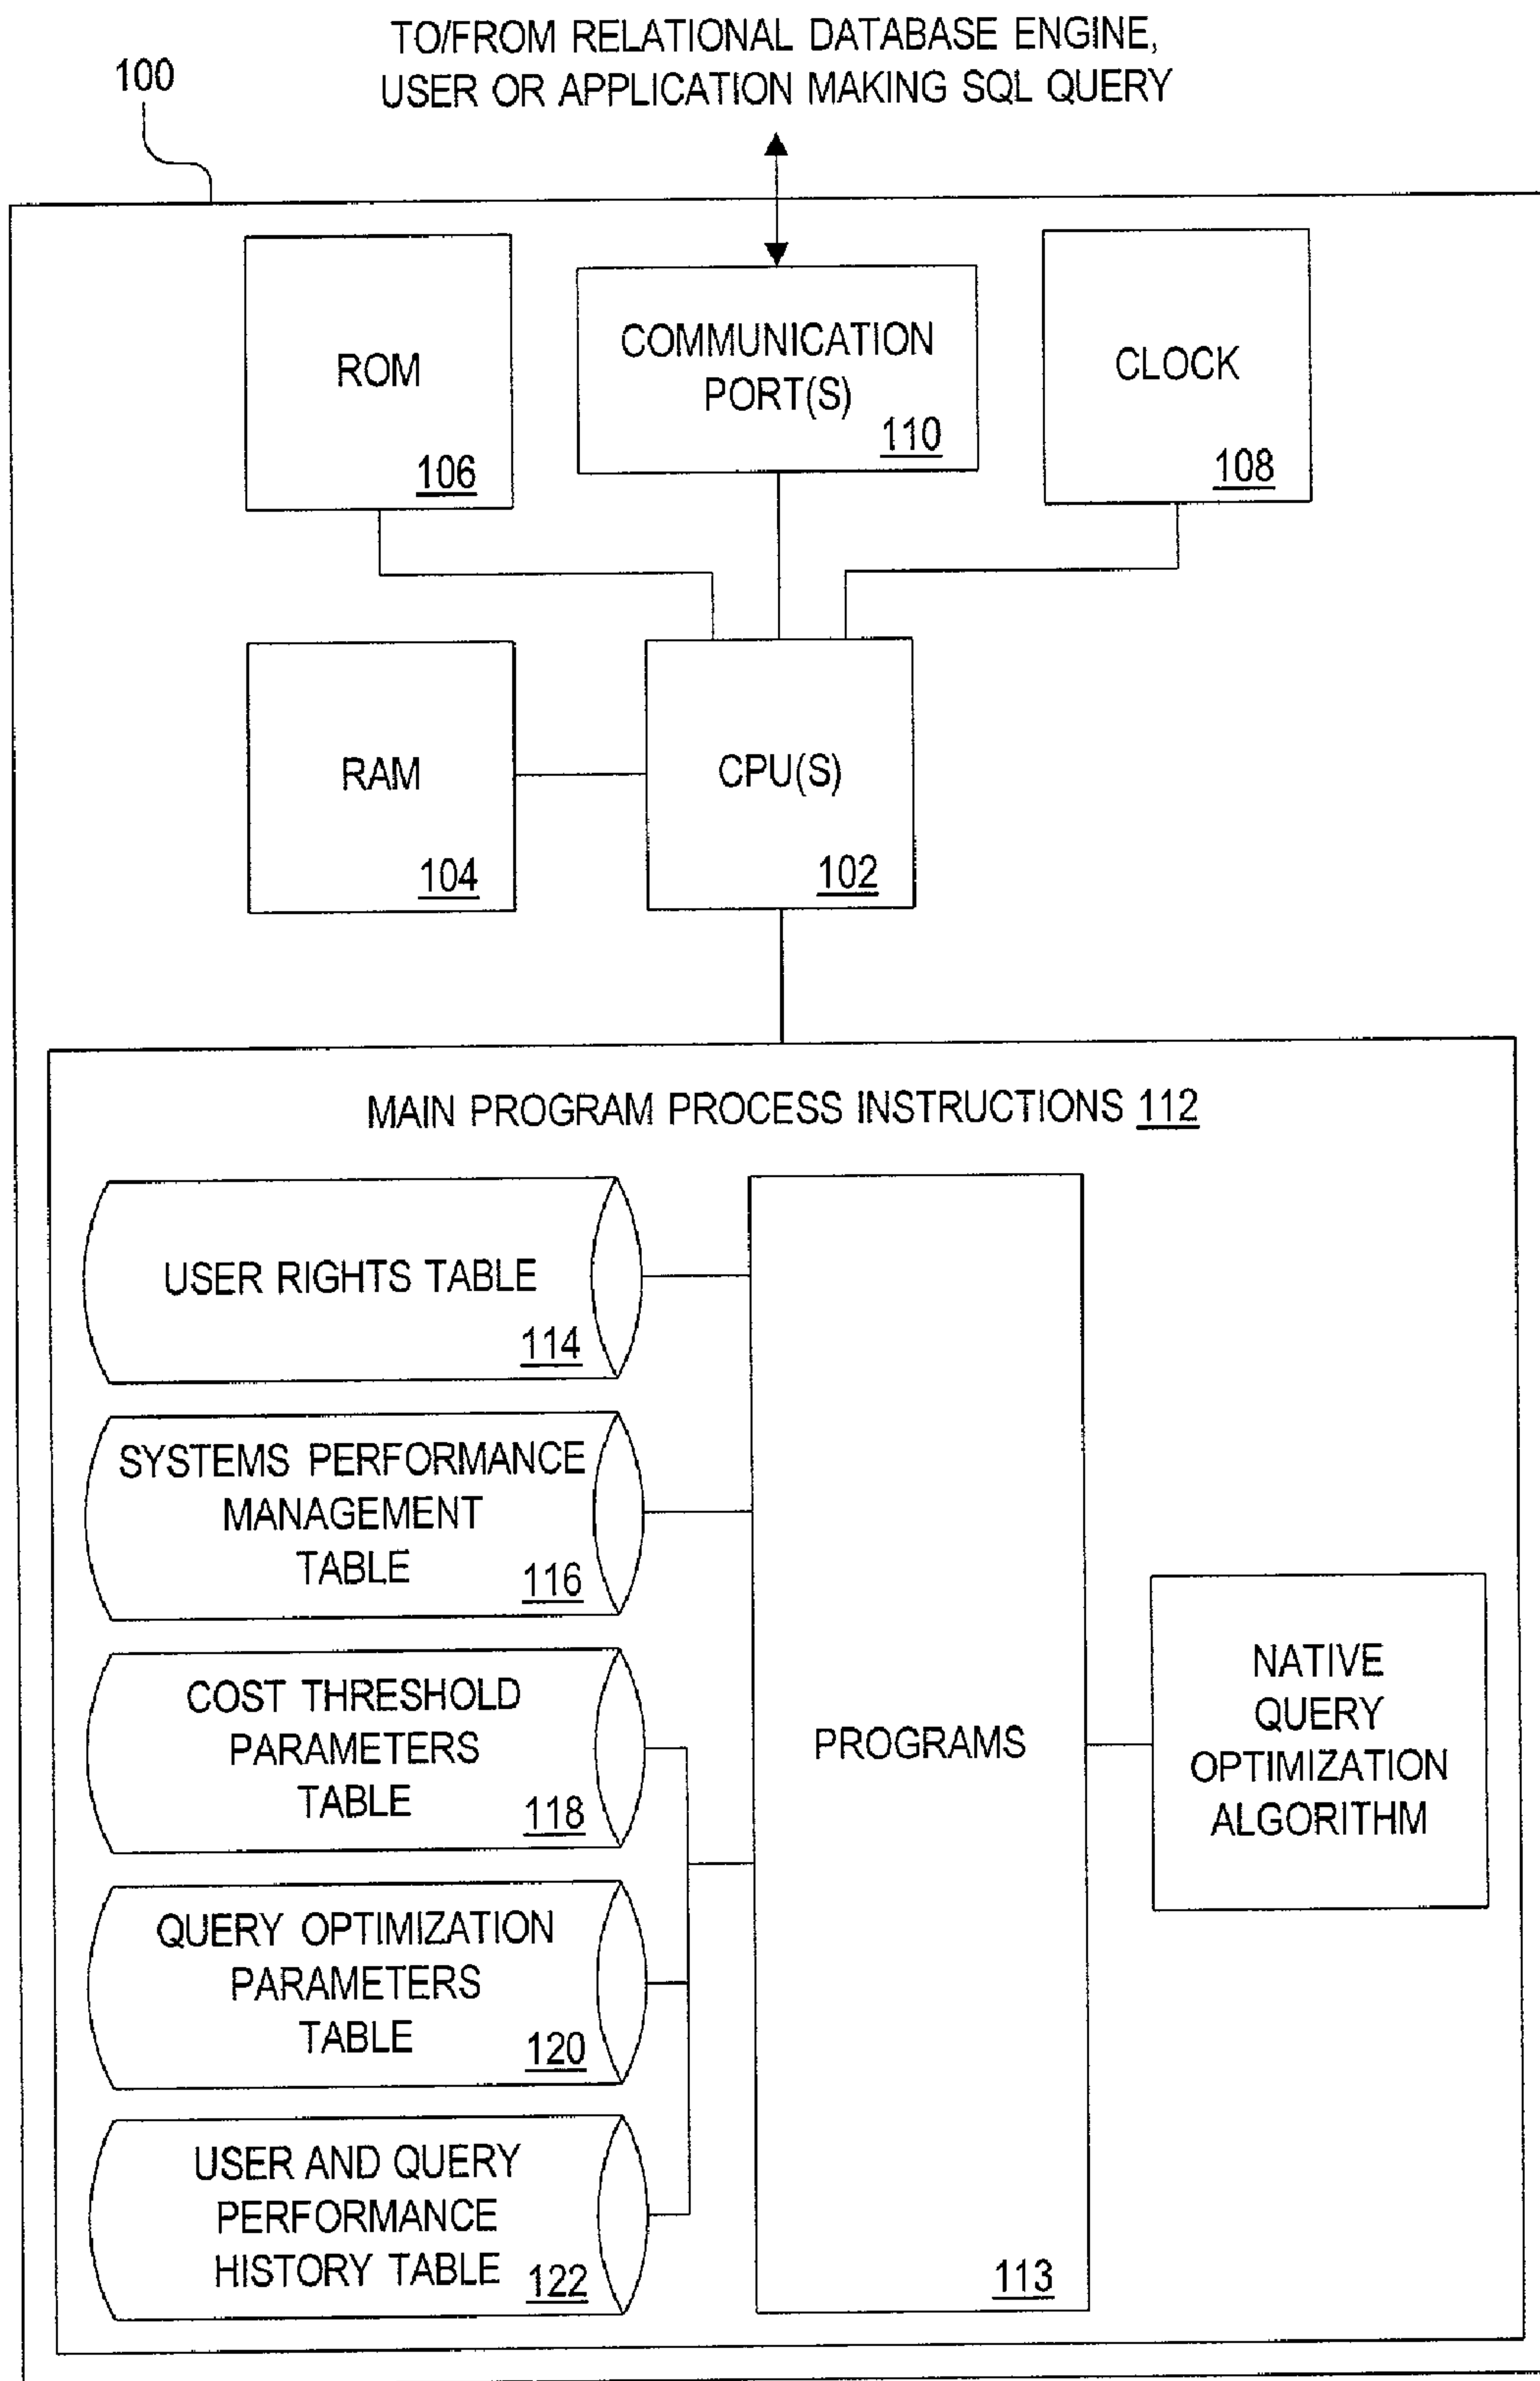 TO/FROM RELATIONAL DATABASE ENGINE,
USER OR APPLICATION MAKING SQL QUERY
100
ROM
106
COMMUNICATION
PORT(S)
110
CLOCK
108
RAM
104
CPU(S)
102
MAIN PROGRAM PROCESS INSTRUCTIONS 112
USER RIGHTS TABLE
114
SYSTEMS PERFORMANCE
MANAGEMENT
TABLE
116
COST THRESHOLD
PARAMETERS
TABLE
118
QUERY OPTIMIZATION
PARAMETERS
TABLE
120
USER AND QUERY
PERFORMANCE
HISTORY TABLE
122
PROGRAMS
113
NATIVE
QUERY
OPTIMIZATION
ALGORITHM